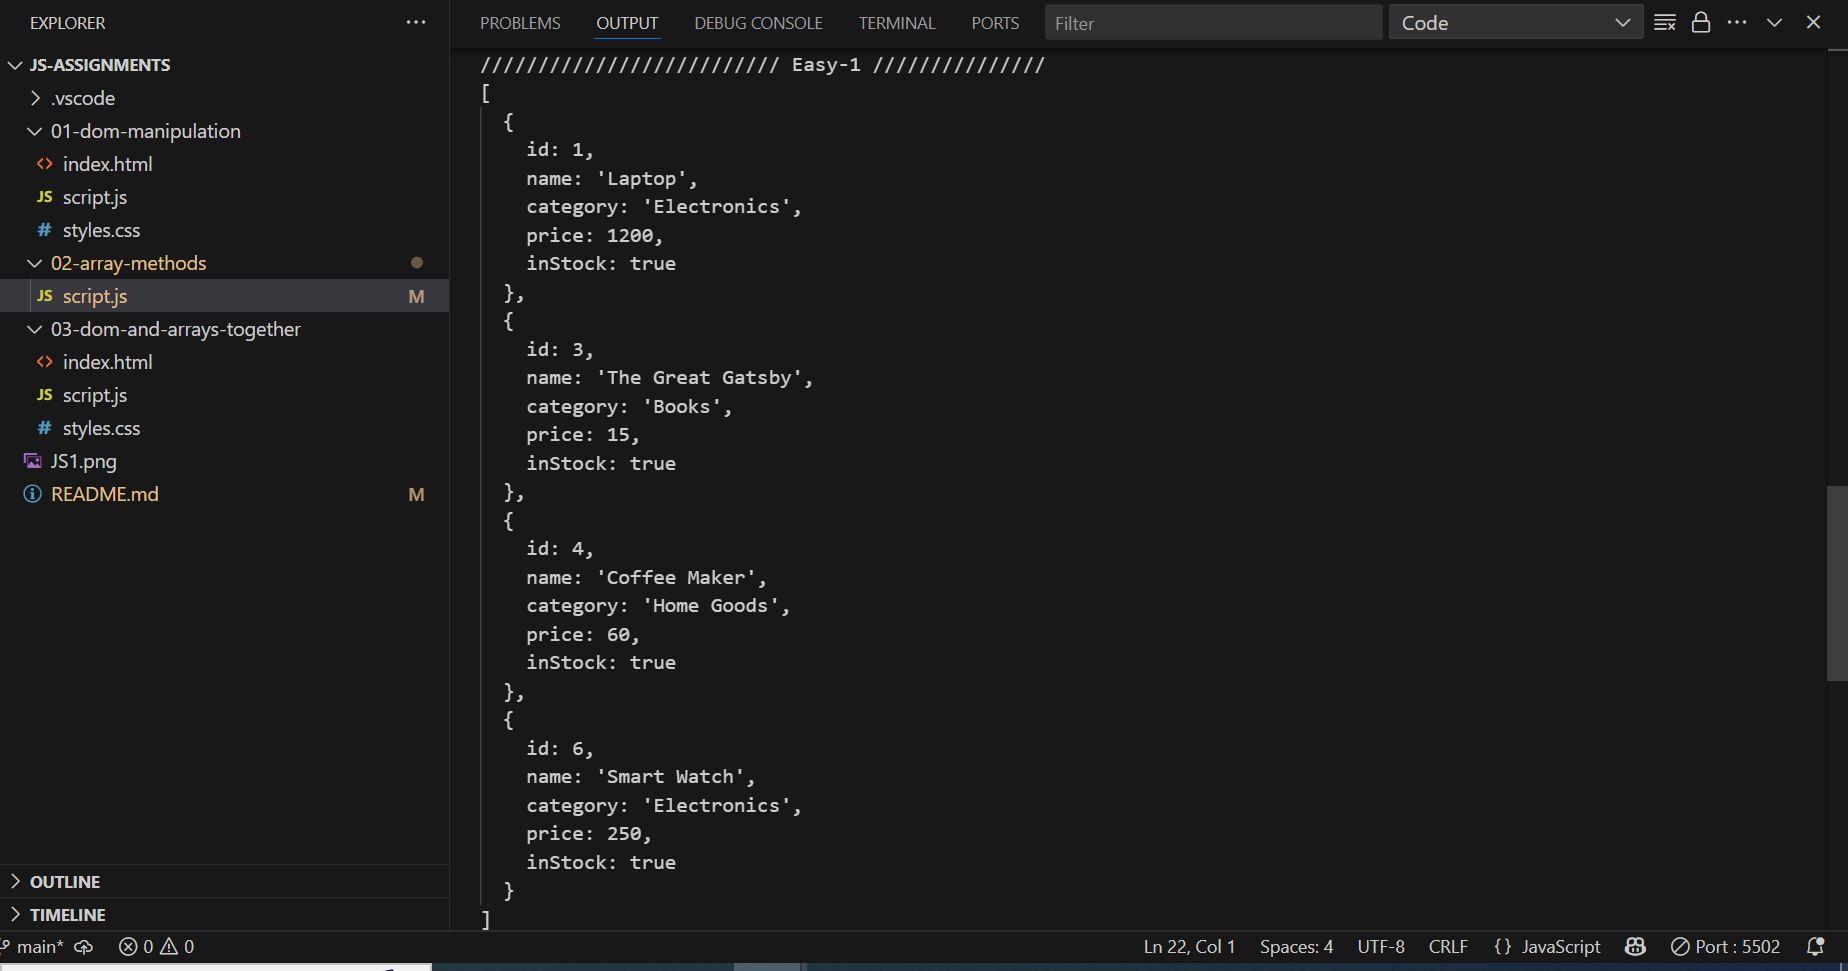 EXPLORER
JS-ASSIGNMENTS
.vscode
01-dom-manipulation
index.html
JS script.js
# styles.css
02-array-methods
JS script.js M
03-dom-and-arrays-together
index.html
JS script.js
# styles.css
JS1.png
README.md M
OUTLINE
TIMELINE
PROBLEMS OUTPUT DEBUG CONSOLE TERMINAL PORTS Filter Code
////////////////////////// Easy-1 ///////////////
[
{
id: 1,
name: 'Laptop',
category: 'Electronics',
price: 1200,
inStock: true
},
{
id: 3,
name: 'The Great Gatsby',
category: 'Books',
price: 15,
inStock: true
},
{
id: 4,
name: 'Coffee Maker',
category: 'Home Goods',
price: 60,
inStock: true
},
{
id: 6,
name: 'Smart Watch',
category: 'Electronics',
price: 250,
inStock: true
}
]
main* 0 0 Ln 22, Col 1 Spaces: 4 UTF-8 CRLF {} JavaScript Port : 5502